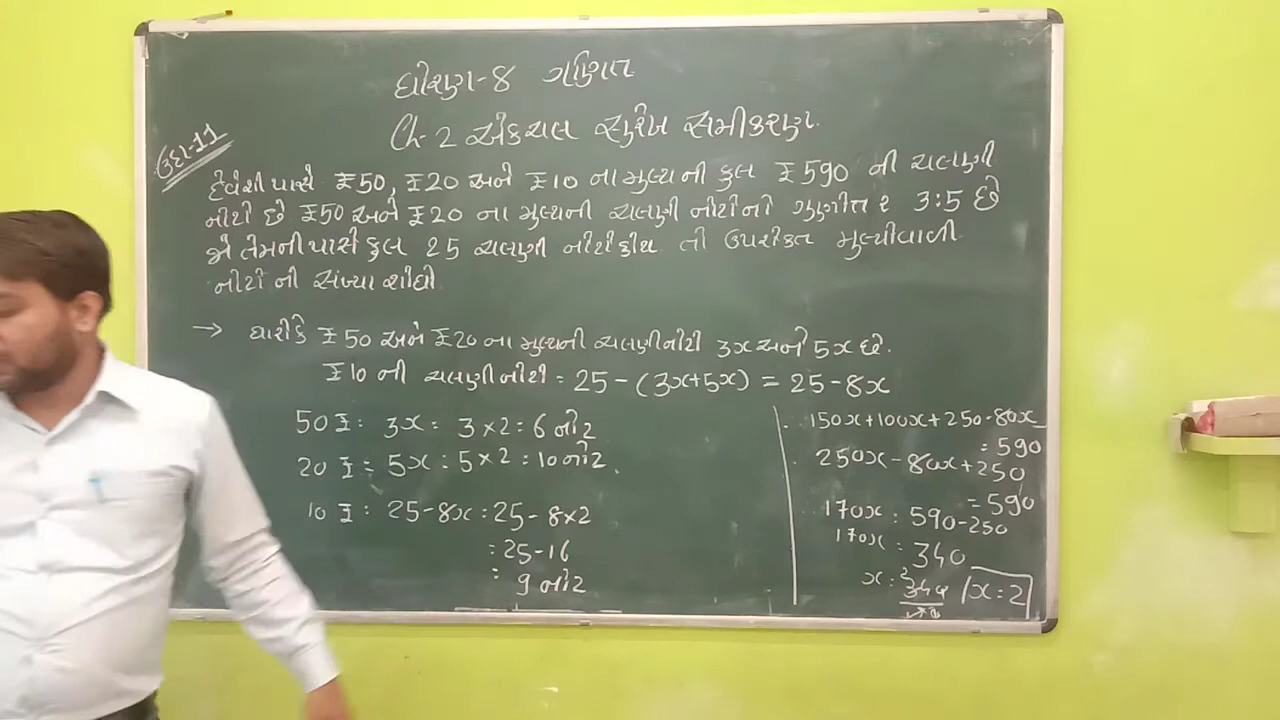 ધોરણ-8 ગણિત
Ch-2 એકચલ સુરેખ સમીકરણ
ઉદા-11
દેવેશી પાસે ₹50, ₹20 અને ₹10 ના મુલ્યની કુલ ₹590 ની ચલણી
નોટો છે ₹50 અને ₹20 ના મુલ્યની ચલણી નોટોનો ગુણોત્તર 3:5 છે
જો તેમની પાસે કુલ 25 ચલણી નોટોહોય તો ઉપરોક્ત મુલ્યોવાળી
નોટો ની સંખ્યા શોધો
→ ધારોકે ₹50 અને ₹20 ના મુલ્યની ચલણીનોટો 3x અને 5x છે.
₹10 ની ચલણીનોટો = 25-(3x+5x) = 25-8x
50 ₹ = 3x = 3×2 = 6 નોટ
20 ₹ = 5x = 5×2 = 10 નોટ
10 ₹ = 25-8x = 25-8×2
= 25-16
= 9 નોટ
150x+100x+250-80x
= 590
250x-80x+250
= 590
170x = 590-250
170x = 340
x = x=2